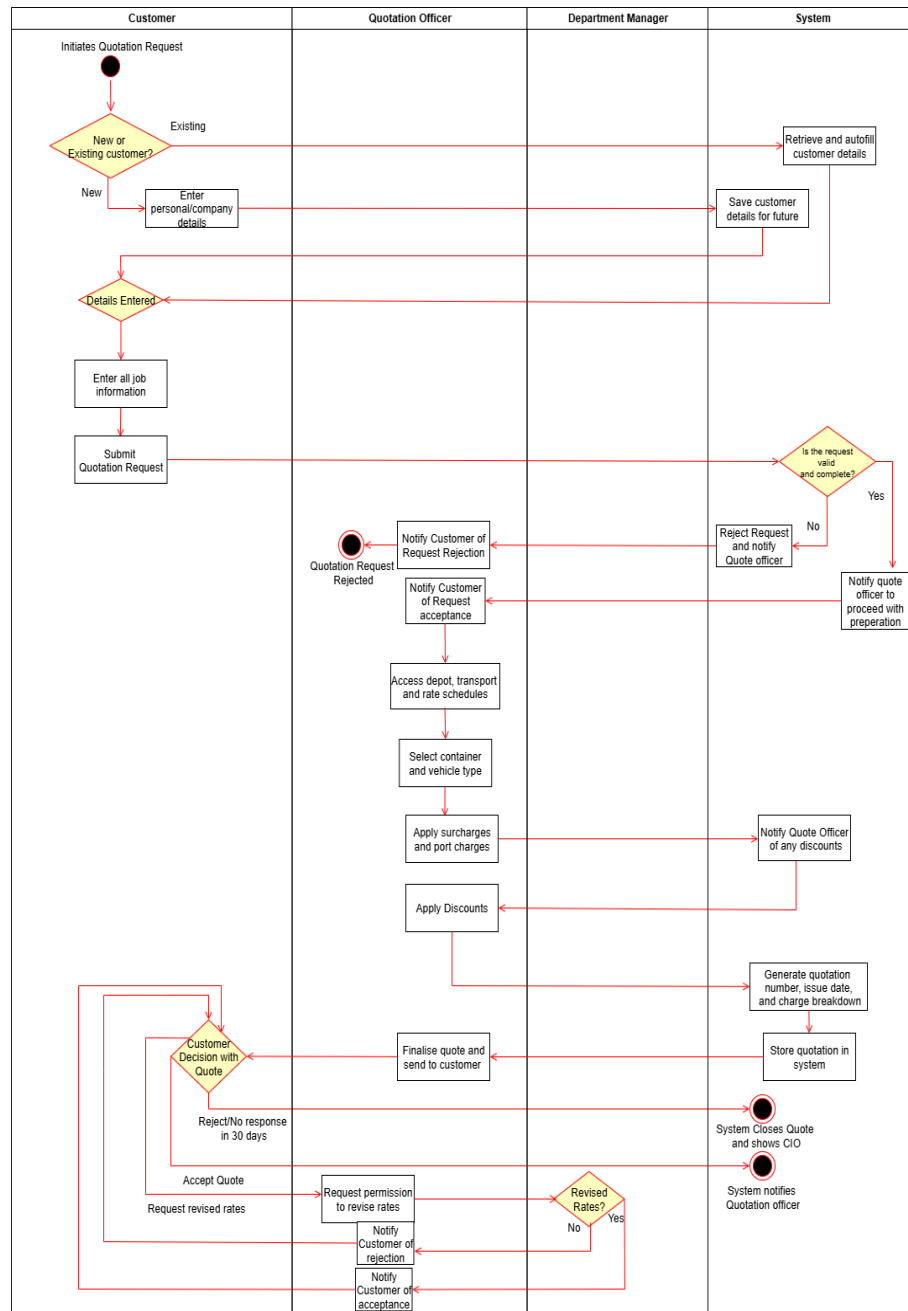 Customer
Quotation Officer
Department Manager
System
Initiates Quotation Request
Existing
New or
Existing customer?
Retrieve and autofill
customer details
New
Enter
personal/company
details
Save customer
details for future
Details Entered
Enter all job
information
Submit
Quotation Request
Is the request
valid
and complete?
Yes
No
Notify Customer of
Request Rejection
Reject Request
and notify
Quote officer
Quotation Request
Rejected
Notify Customer
of Request
acceptance
Notify quote
officer to
proceed with
preperation
Access depot, transport
and rate schedules
Select container
and vehicle type
Apply surcharges
and port charges
Notify Quote Officer
of any discounts
Apply Discounts
Generate quotation
number, issue date,
and charge breakdown
Customer
Decision with
Quote
Finalise quote and
send to customer
Store quotation in
system
Reject/No response
in 30 days
System Closes Quote
and shows CIO
Accept Quote
System notifies
Quotation officer
Request revised rates
Request permission
to revise rates
Revised
Rates?
Yes
No
Notify
Customer of
rejection
Notify
Customer of
acceptance